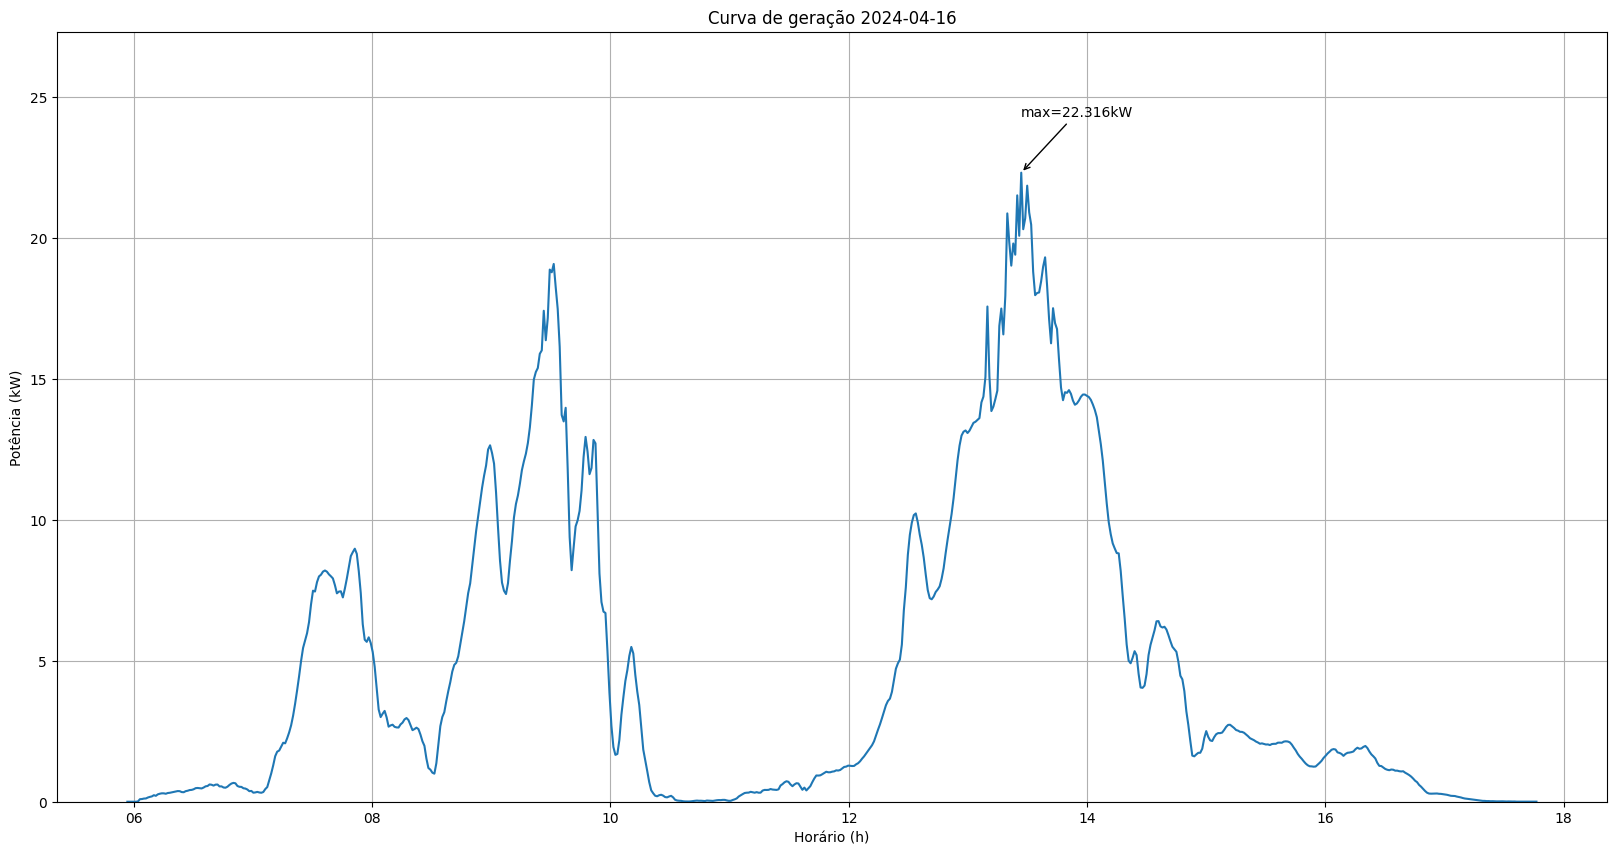 Curva de geração 2024-04-16
25
max=22.316kW
20
15
Potência (kW)
10
5
0
06 08 10 12 14 16 18
Horário (h)